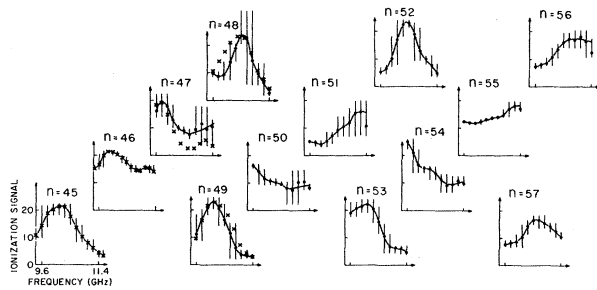 n=48
n=52
n=56
n=47
n=51
n=55
n=46
n=50
n=54
n=45
n=49
n=53
n=57
IONIZATION SIGNAL
20
10
0
9.6
11.4
FREQUENCY (GHz)